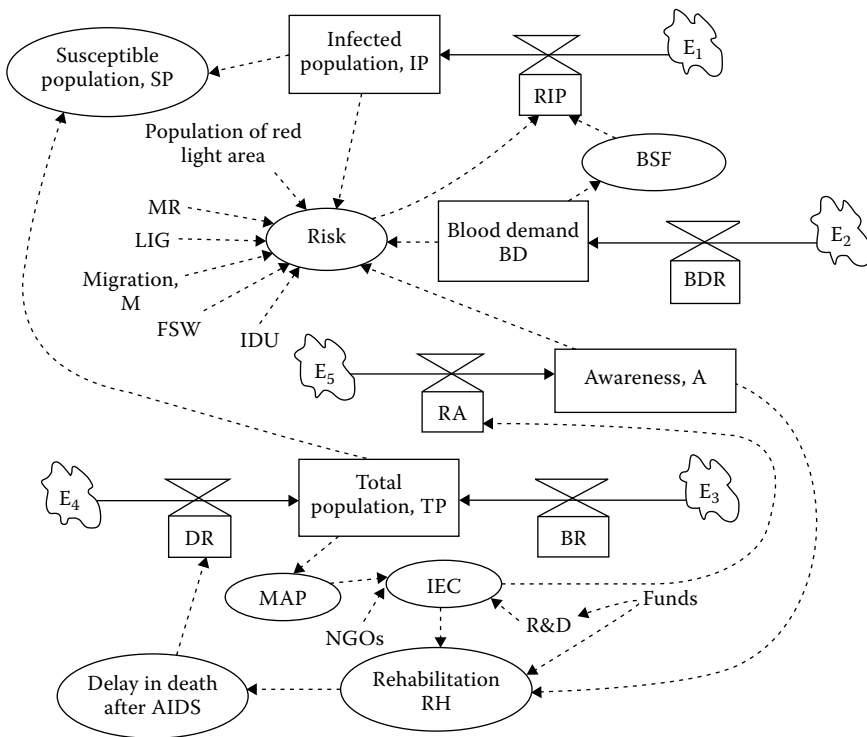 Susceptible
population, SP
Infected
population, IP
E1
RIP
Population of red
light area
BSF
MR
LIG
Migration,
M
FSW
IDU
Risk
Blood demand
BD
E2
BDR
E5
RA
Awareness, A
E4
DR
Total
population, TP
E3
BR
MAP
IEC
NGOs
R&D
Funds
Delay in death
after AIDS
Rehabilitation
RH